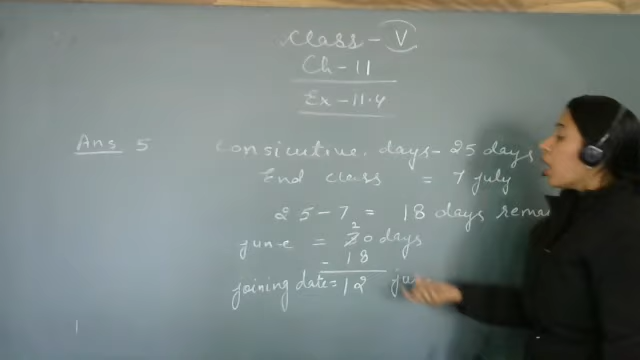 Class - V
Ch - 11
Ex - 11.4
Ans 5 Consicutive days - 25 days
End class = 7 july
25 - 7 = 18 days
2
june = 30 days
- 18
joining date = 12